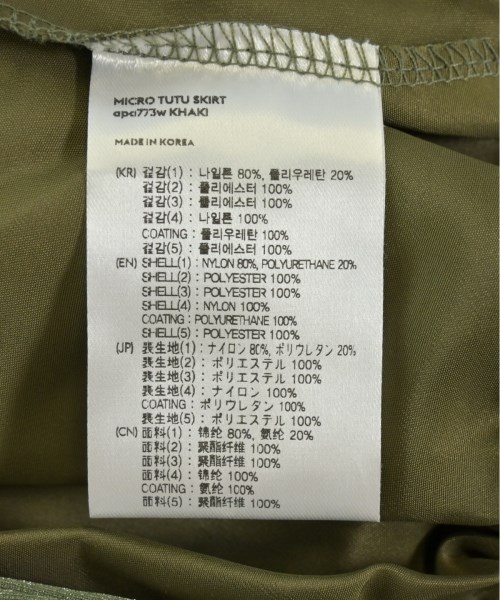 MICRO TUTU SKIRT
apa773w KHAKI
MADE IN KOREA
(KR) 겉감(1) : 나일론 80%, 폴리우레탄 20%
겉감(2) : 폴리에스터 100%
겉감(3) : 폴리에스터 100%
겉감(4) : 나일론 100%
COATING : 폴리우레탄 100%
겉감(5) : 폴리에스터 100%
(EN) SHELL(1) : NYLON 80%, POLYURETHANE 20%
SHELL(2) : POLYESTER 100%
SHELL(3) : POLYESTER 100%
SHELL(4) : NYLON 100%
COATING : POLYURETHANE 100%
SHELL(5) : POLYESTER 100%
(JP) 表生地(1) : ナイロン 80%, ポリウレタン 20%
表生地(2) : ポリエステル 100%
表生地(3) : ポリエステル 100%
表生地(4) : ナイロン 100%
COATING : ポリウレタン 100%
表生地(5) : ポリエステル 100%
(CN) 面料(1) : 锦纶 80%, 氨纶 20%
面料(2) : 聚酯纤维 100%
面料(3) : 聚酯纤维 100%
面料(4) : 锦纶 100%
COATING : 氨纶 100%
面料(5) : 聚酯纤维 100%